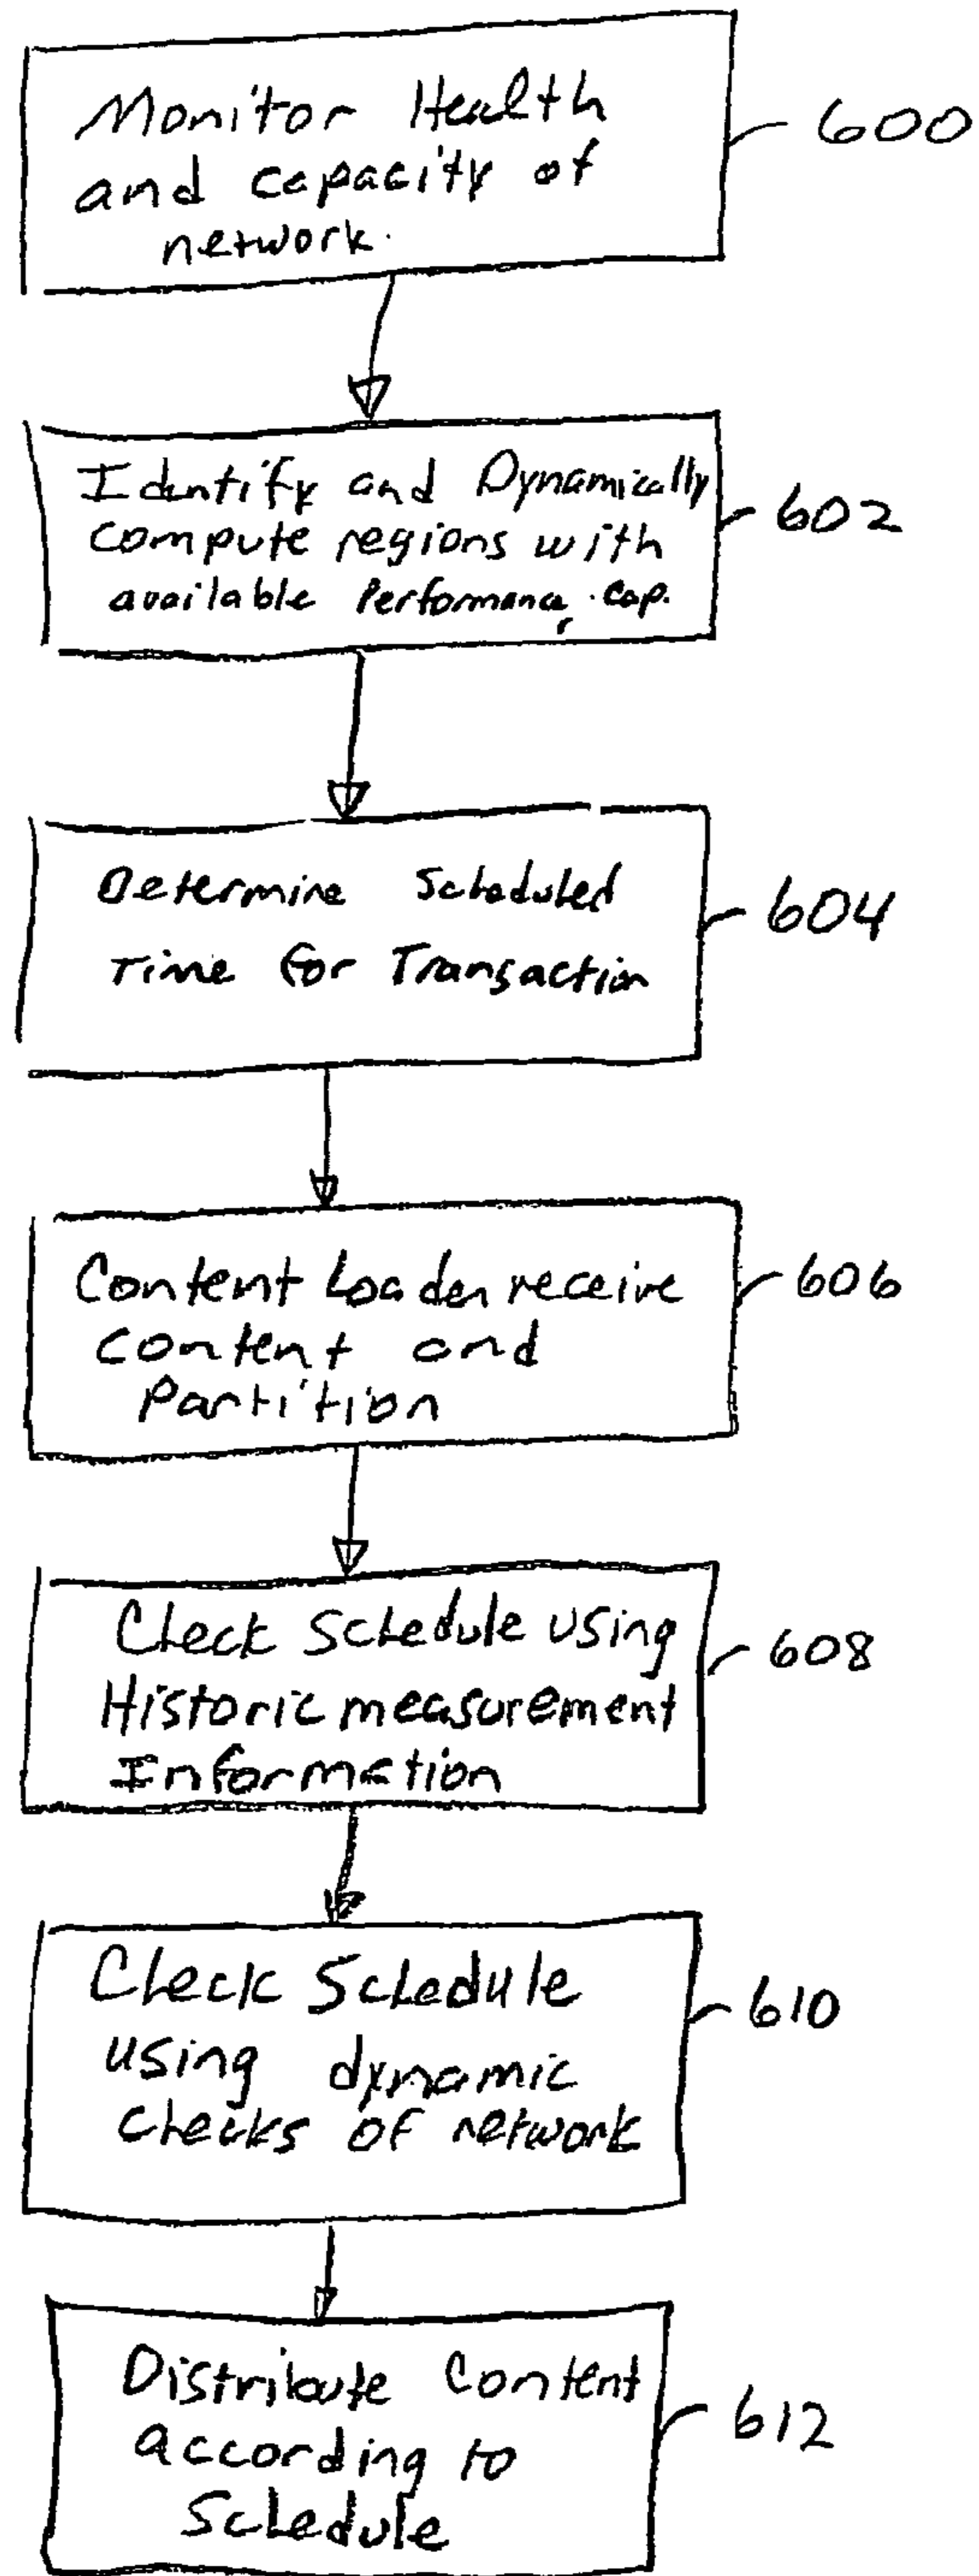 Monitor Health
and capacity of
network.
600
Identify and Dynamically
compute regions with
available Performance, cap.
602
Determine Scheduled
Time for Transaction
604
Content Loader receive
content and
Partition
606
Check Schedule using
Historic measurement
Information
608
Check Schedule
using dynamic
checks of network
610
Distribute Content
according to
Schedule
612